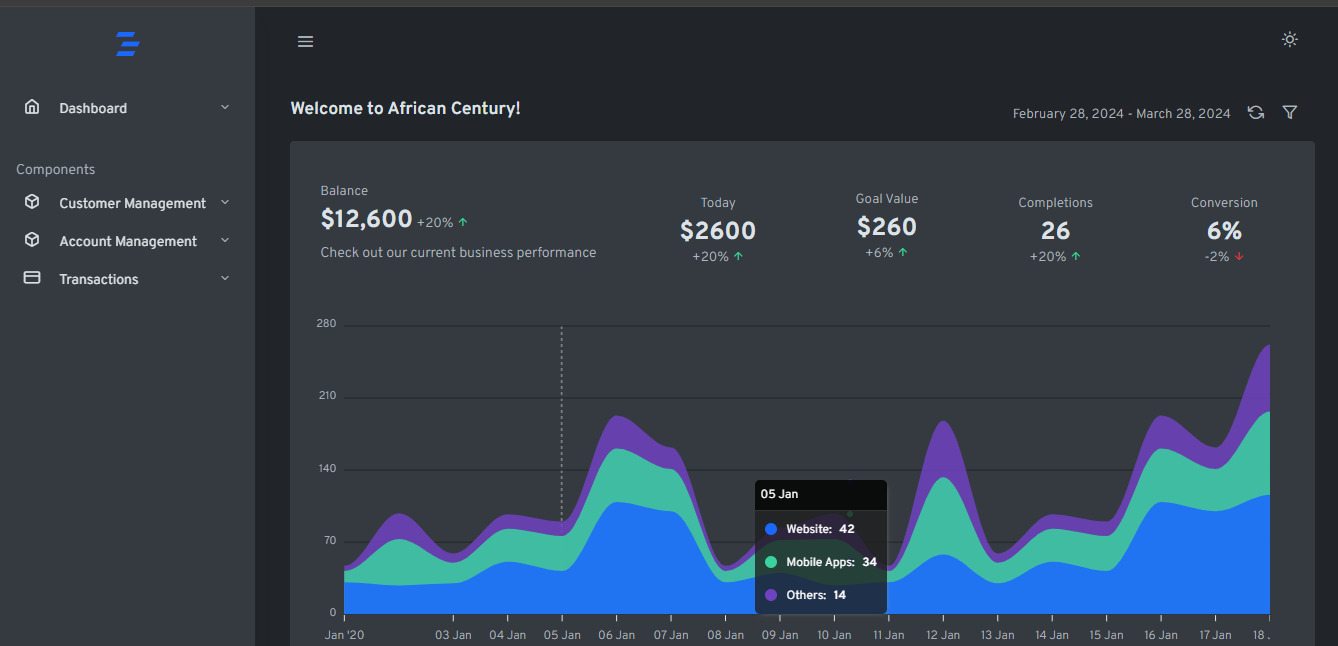 Dashboard
Components
Customer Management
Account Management
Transactions
Welcome to African Century!
February 28, 2024 - March 28, 2024
Balance
$12,600 +20%
Check out our current business performance
Today
$2600
+20%
Goal Value
$260
+6%
Completions
26
+20%
Conversion
6%
-2%
280
210
140
70
0
05 Jan
Website: 42
Mobile Apps: 34
Others: 14
Jan '20 03 Jan 04 Jan 05 Jan 06 Jan 07 Jan 08 Jan 09 Jan 10 Jan 11 Jan 12 Jan 13 Jan 14 Jan 15 Jan 16 Jan 17 Jan 18